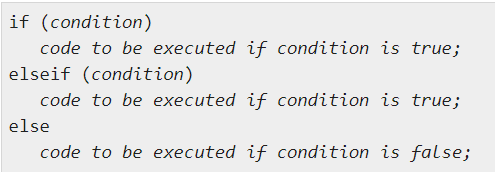 if (condition)
code to be executed if condition is true;
elseif (condition)
code to be executed if condition is true;
else
code to be executed if condition is false;